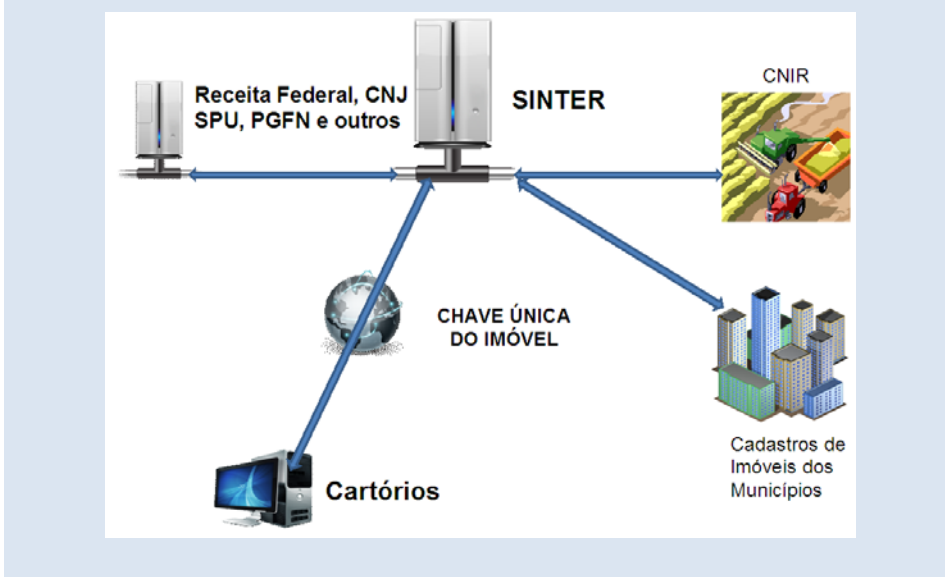 Receita Federal, CNJ
SPU, PGFN e outros
SINTER
CNIR
CHAVE ÚNICA
DO IMÓVEL
Cartórios
Cadastros de
Imóveis dos
Municípios